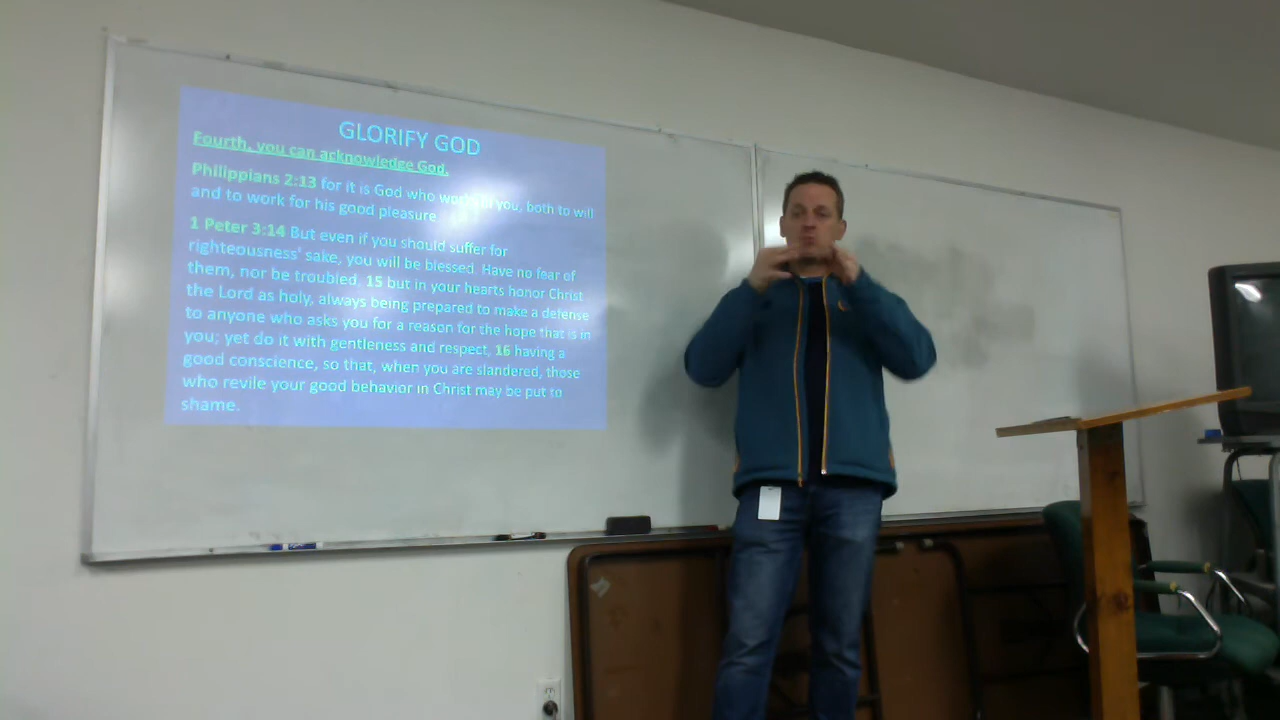 GLORIFY GOD
Fourth, you can acknowledge God.
Philippians 2:13 for it is God who works in you, both to will
and to work for his good pleasure.
1 Peter 3:14 But even if you should suffer for
righteousness' sake, you will be blessed. Have no fear of
them, nor be troubled, 15 but in your hearts honor Christ
the Lord as holy, always being prepared to make a defense
to anyone who asks you for a reason for the hope that is in
you; yet do it with gentleness and respect, 16 having a
good conscience, so that, when you are slandered, those
who revile your good behavior in Christ may be put to
shame.